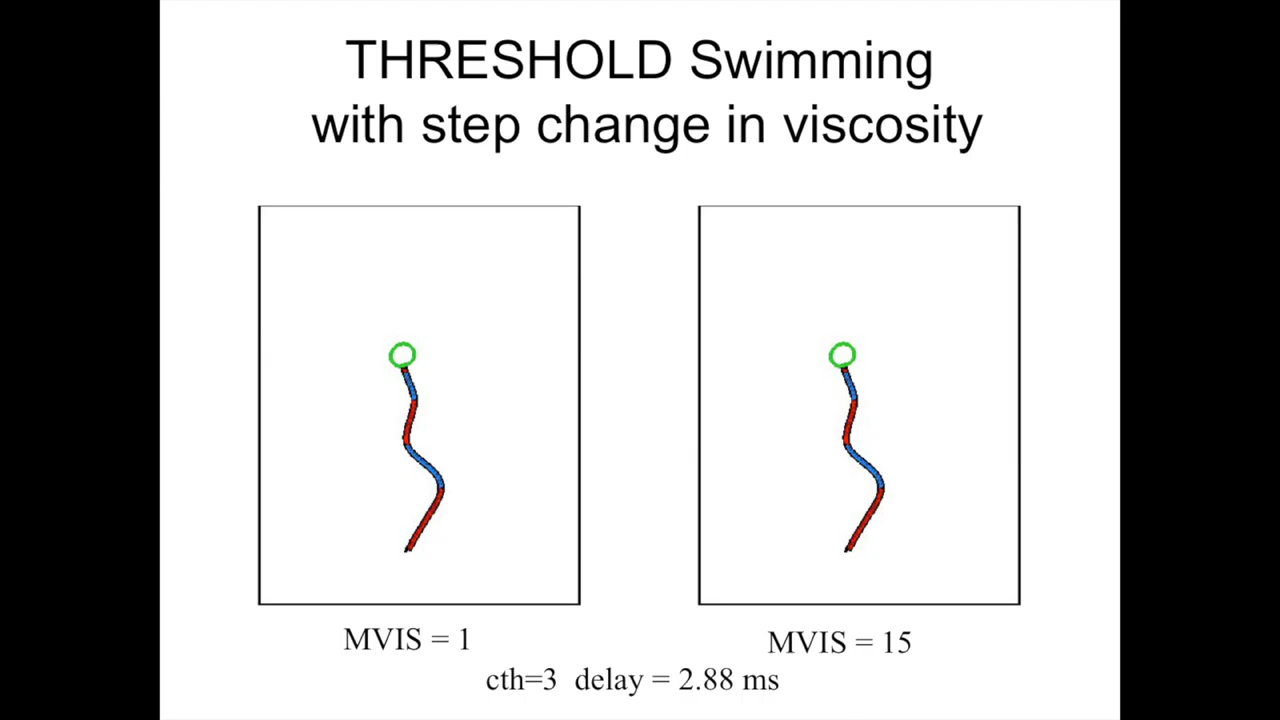 THRESHOLD Swimming
with step change in viscosity
MVIS = 1
MVIS = 15
cth=3 delay = 2.88 ms